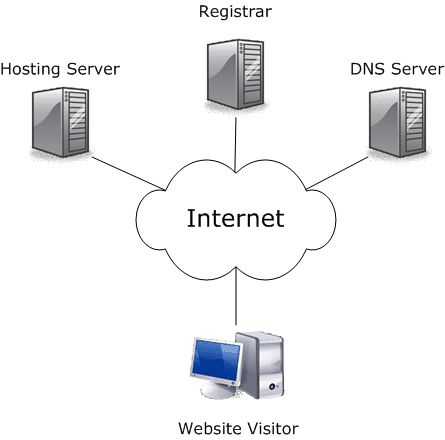 Registrar
Hosting Server
DNS Server
Internet
Website Visitor